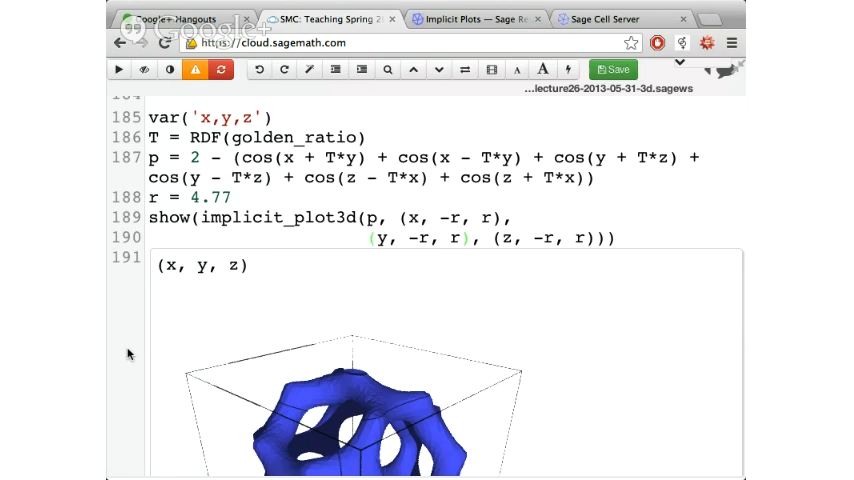 Google+ Hangouts
SMC: Teaching Spring 2
Implicit Plots — Sage Re
Sage Cell Server
Google+
https://cloud.sagemath.com
Save
...lecture26-2013-05-31-3d.sagews
184
185 var('x,y,z')
186 T = RDF(golden_ratio)
187 p = 2 - (cos(x + T*y) + cos(x - T*y) + cos(y + T*z) +
cos(y - T*z) + cos(z - T*x) + cos(z + T*x))
188 r = 4.77
189 show(implicit_plot3d(p, (x, -r, r),
190 (y, -r, r), (z, -r, r)))
191
(x, y, z)